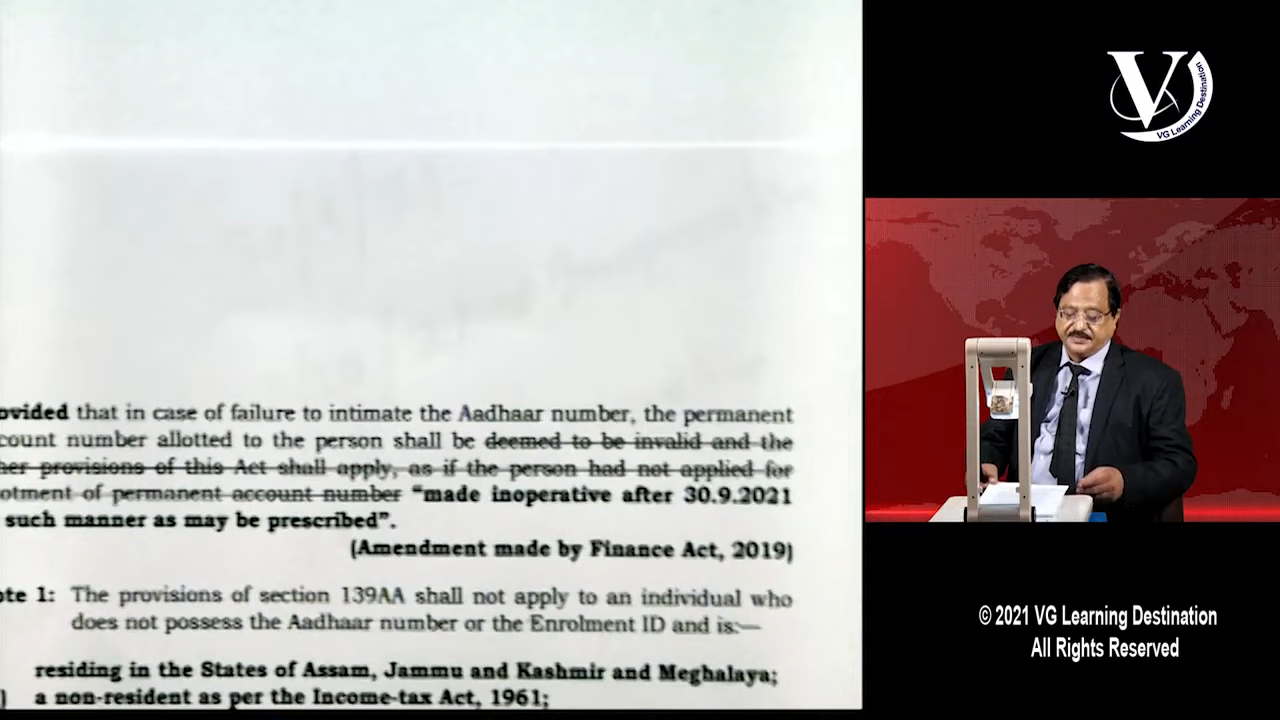 ovided that in case of failure to intimate the Aadhaar number, the permanent
count number allotted to the person shall be deemed to be invalid and the
her provisions of this Act shall apply, as if the person had not applied for
otment of permanent account number "made inoperative after 30.9.2021
such manner as may be prescribed".
(Amendment made by Finance Act, 2019)
ote 1: The provisions of section 139AA shall not apply to an individual who
does not possess the Aadhaar number or the Enrolment ID and is:—
residing in the States of Assam, Jammu and Kashmir and Meghalaya;
) a non-resident as per the Income-tax Act, 1961;
V
VG Learning Destination
© 2021 VG Learning Destination
All Rights Reserved